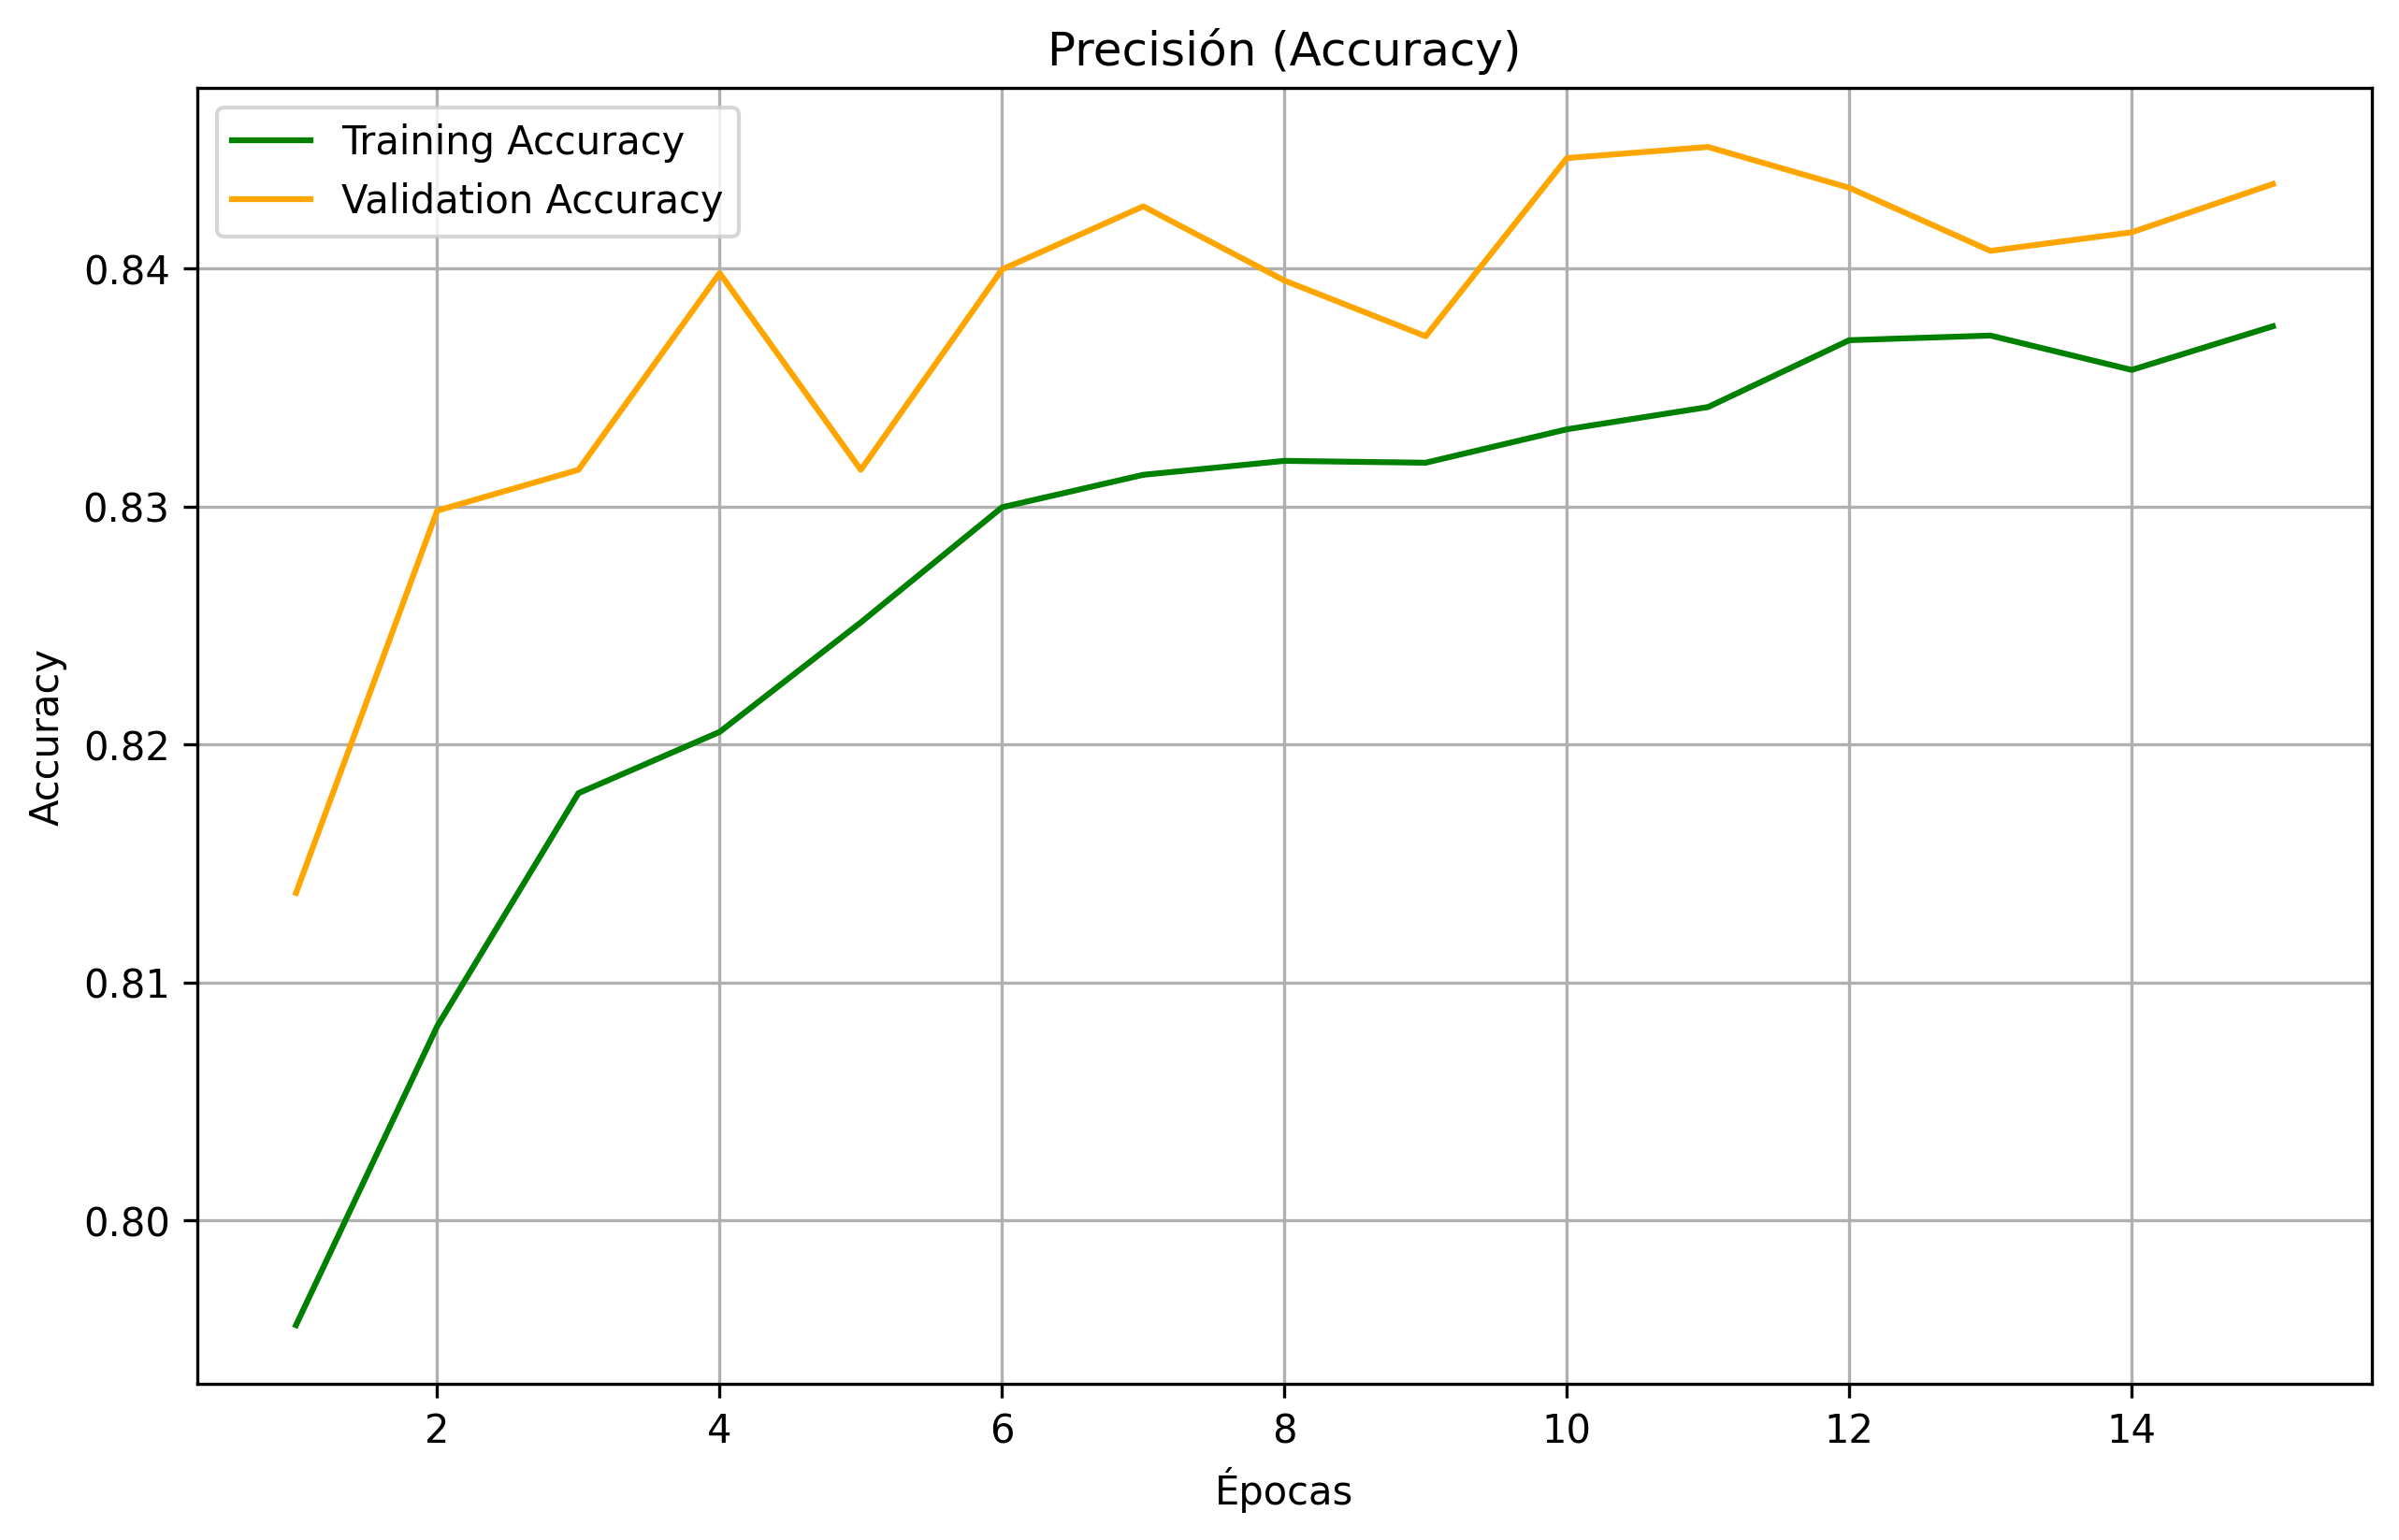 Precisión (Accuracy)
Training Accuracy
Validation Accuracy
0.84
0.83
0.82
0.81
0.80
Accuracy
2 4 6 8 10 12 14
Épocas